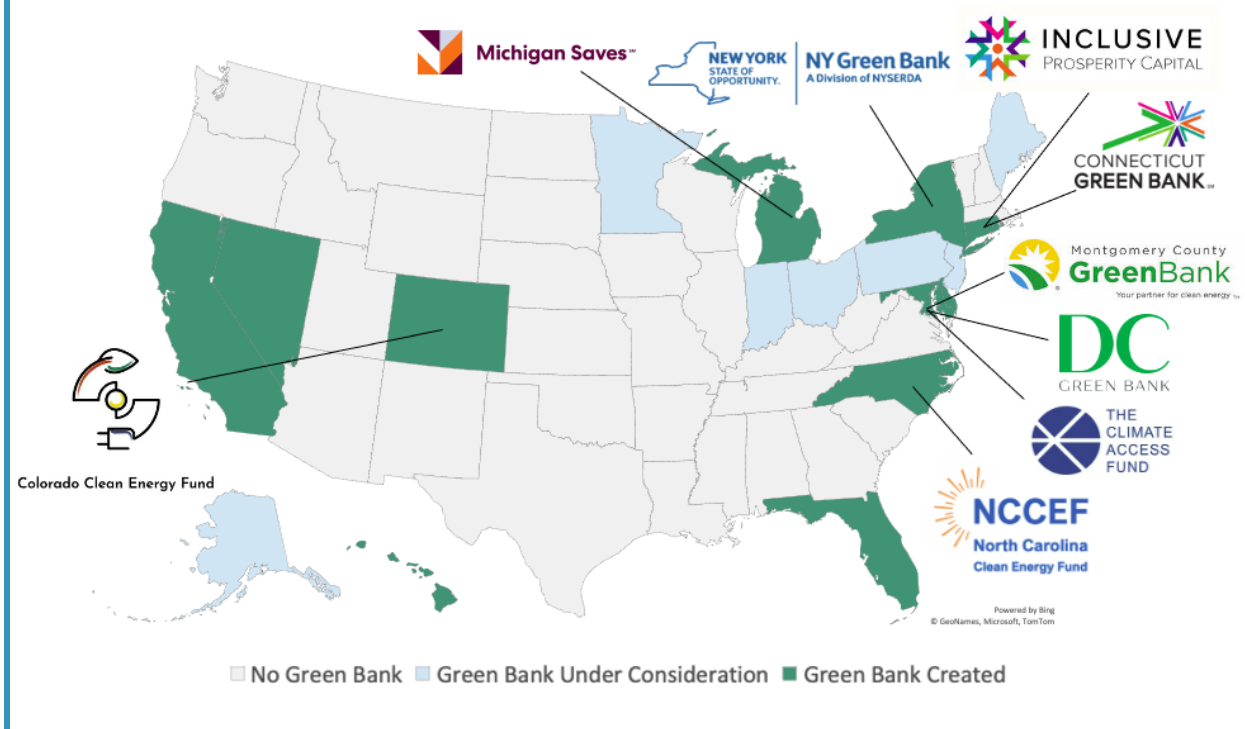 Michigan Saves℠
NEW YORK
STATE OF
OPPORTUNITY.
NY Green Bank
A Division of NYSERDA
INCLUSIVE
PROSPERITY CAPITAL
CONNECTICUT
GREEN BANK℠
Montgomery County
GreenBank
®
Your partner for clean energy
DC
GREEN BANK
THE
CLIMATE
ACCESS
FUND
Colorado Clean Energy Fund
NCCEF
North Carolina
Clean Energy Fund
Powered by Bing
© GeoNames, Microsoft, TomTom
No Green Bank Green Bank Under Consideration Green Bank Created